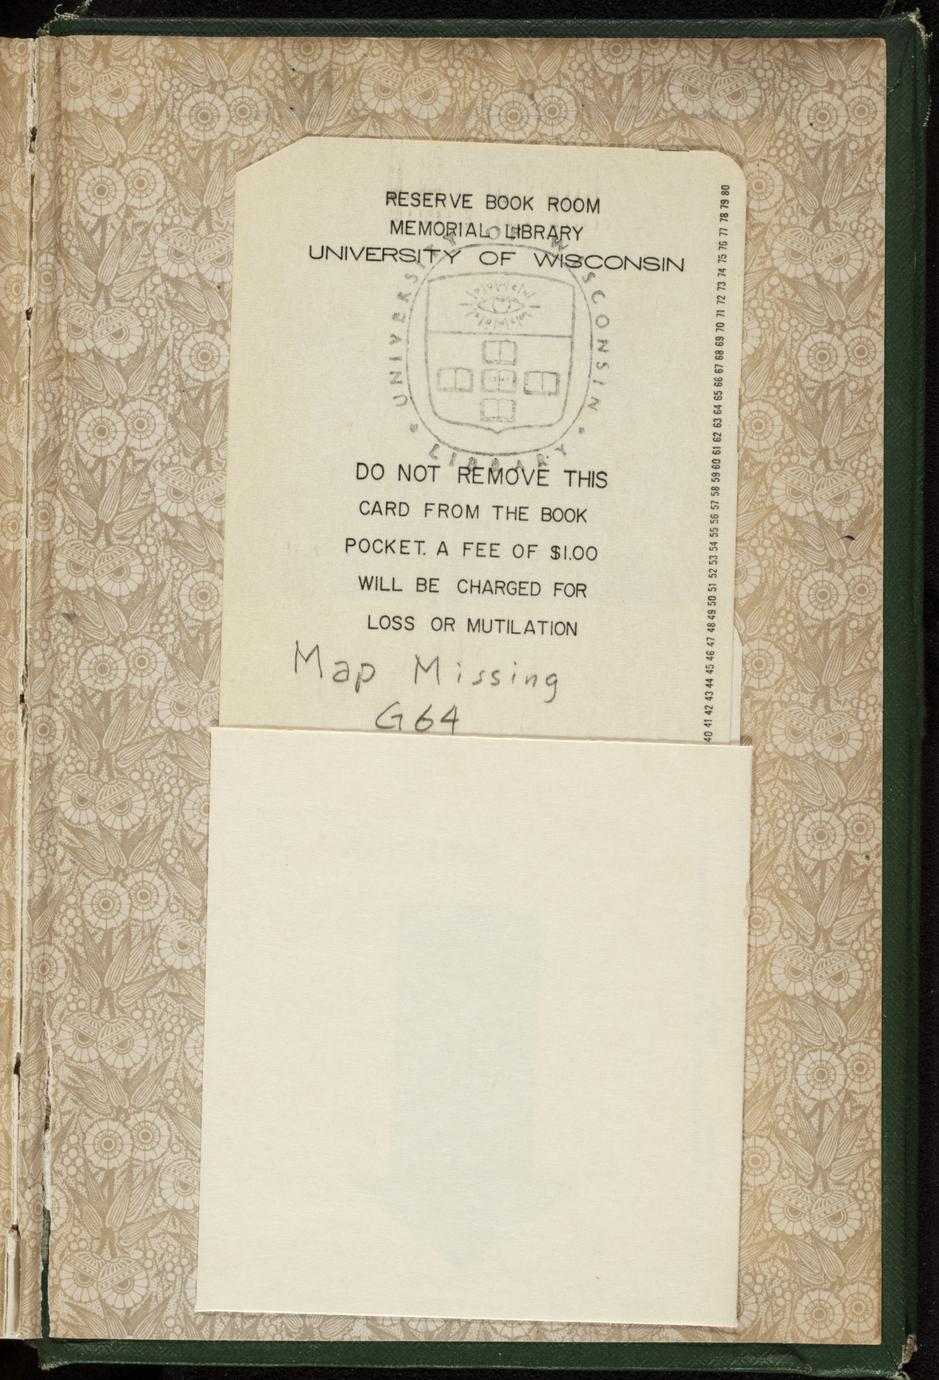 RESERVE BOOK ROOM
MEMORIAL LIBRARY
UNIVERSITY OF WISCONSIN
UNIVERSITY OF WISCONSIN
* LIBRARY *
DO NOT REMOVE THIS
CARD FROM THE BOOK
POCKET. A FEE OF $1.00
WILL BE CHARGED FOR
LOSS OR MUTILATION
Map Missing
G64
40 41 42 43 44 45 46 47 48 49 50 51 52 53 54 55 56 57 58 59 60 61 62 63 64 65 66 67 68 69 70 71 72 73 74 75 76 77 78 79 80